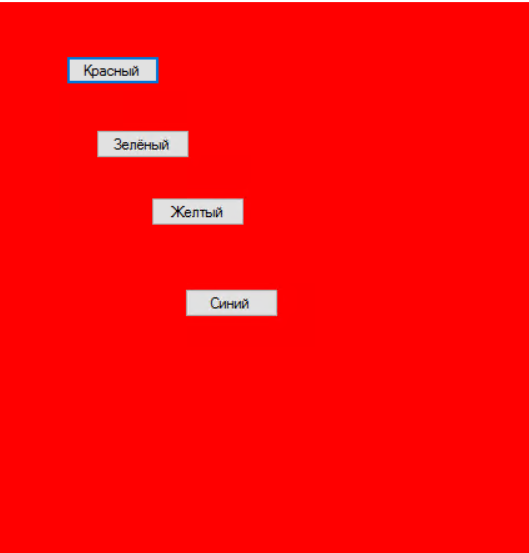 Красный
Зелёный
Желтый
Синий